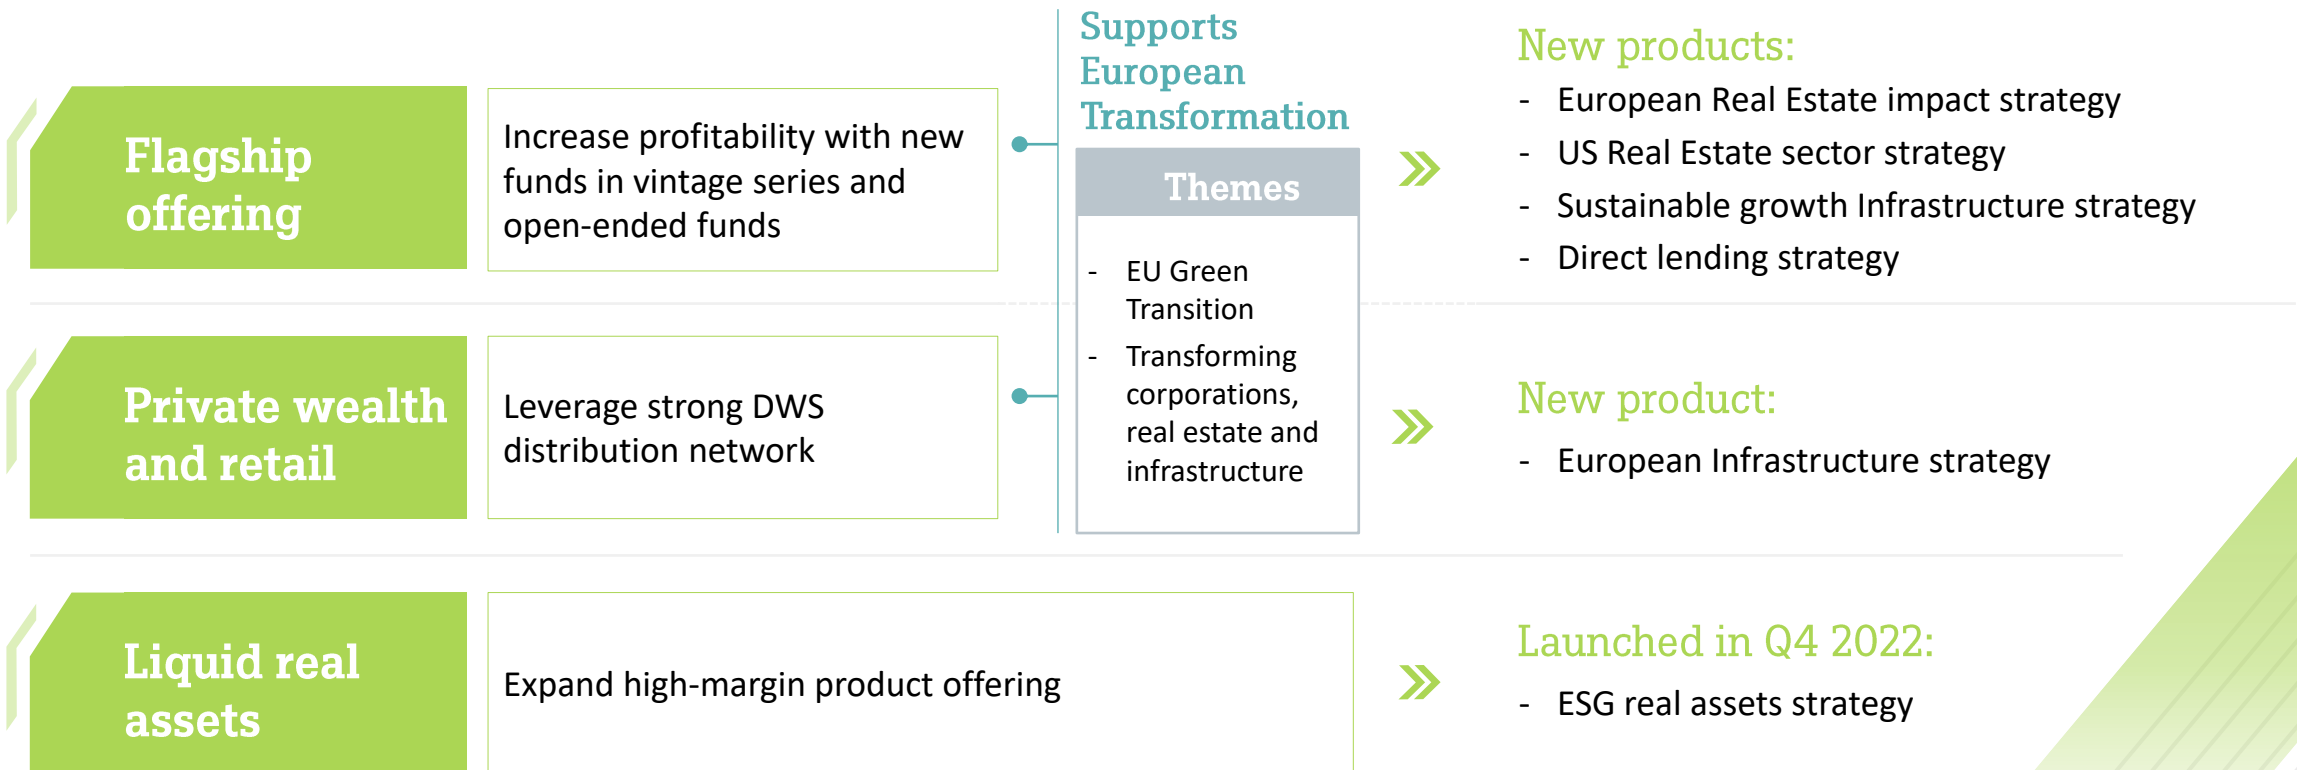 Flagship
offering
Increase profitability with new
funds in vintage series and
open-ended funds
Supports
European
Transformation
Themes
- EU Green
Transition
- Transforming
corporations,
real estate and
infrastructure
New products:
- European Real Estate impact strategy
- US Real Estate sector strategy
- Sustainable growth Infrastructure strategy
- Direct lending strategy
Private wealth
and retail
Leverage strong DWS
distribution network
New product:
- European Infrastructure strategy
Liquid real
assets
Expand high-margin product offering
Launched in Q4 2022:
- ESG real assets strategy